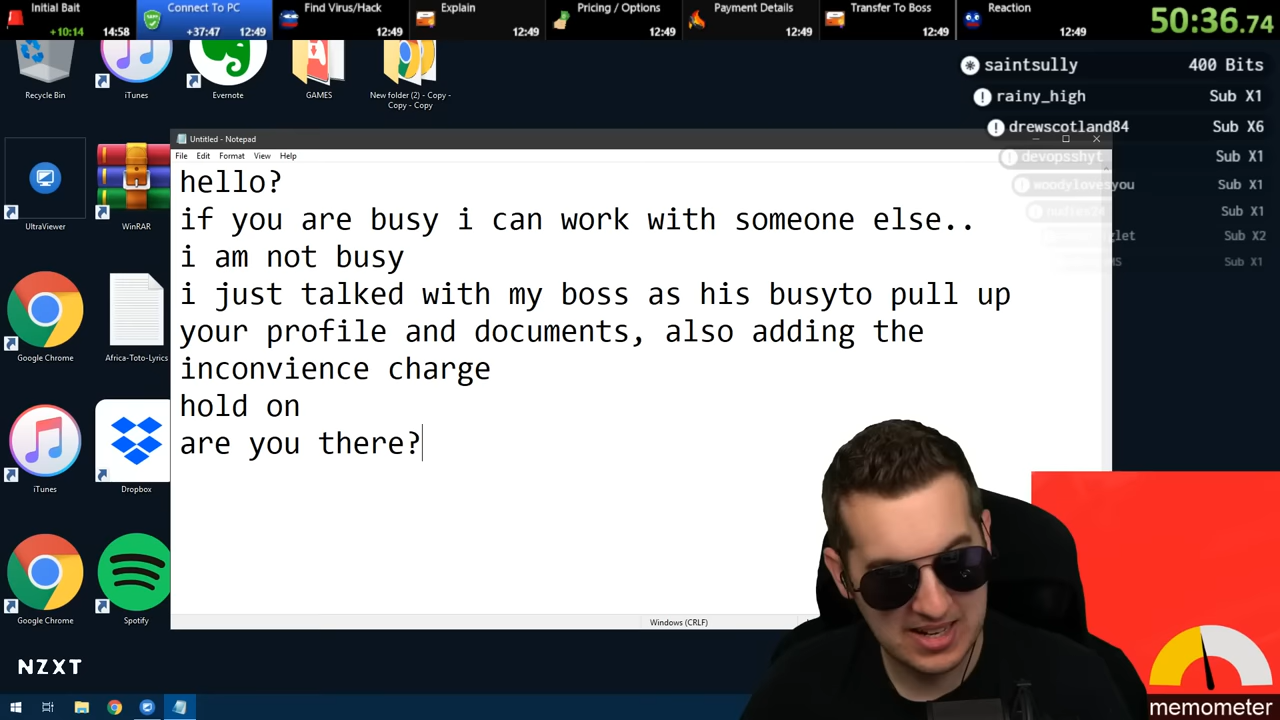 Initial Bait
+10:14 14:58
Connect To PC
+37:47 12:49
Find Virus/Hack
12:49
Explain
12:49
Pricing / Options
12:49
Payment Details
12:49
Transfer To Boss
12:49
Reaction
12:49
50:36.74
saintsully 400 Bits
rainy_high Sub X1
drewscotland84 Sub X6
devopsshyt Sub X1
woodylovesyou Sub X1
Sub X1
Sub X2
Sub X1
Recycle Bin
iTunes
Evernote
GAMES
New folder (2) - Copy -
Copy - Copy
UltraViewer
WinRAR
Google Chrome
Africa-Toto-Lyrics
iTunes
Dropbox
Google Chrome
Spotify
Untitled - Notepad
File Edit Format View Help
hello?
if you are busy i can work with someone else..
i am not busy
i just talked with my boss as his busyto pull up
your profile and documents, also adding the
inconvience charge
hold on
are you there?
Windows (CRLF)
NZXT
memometer